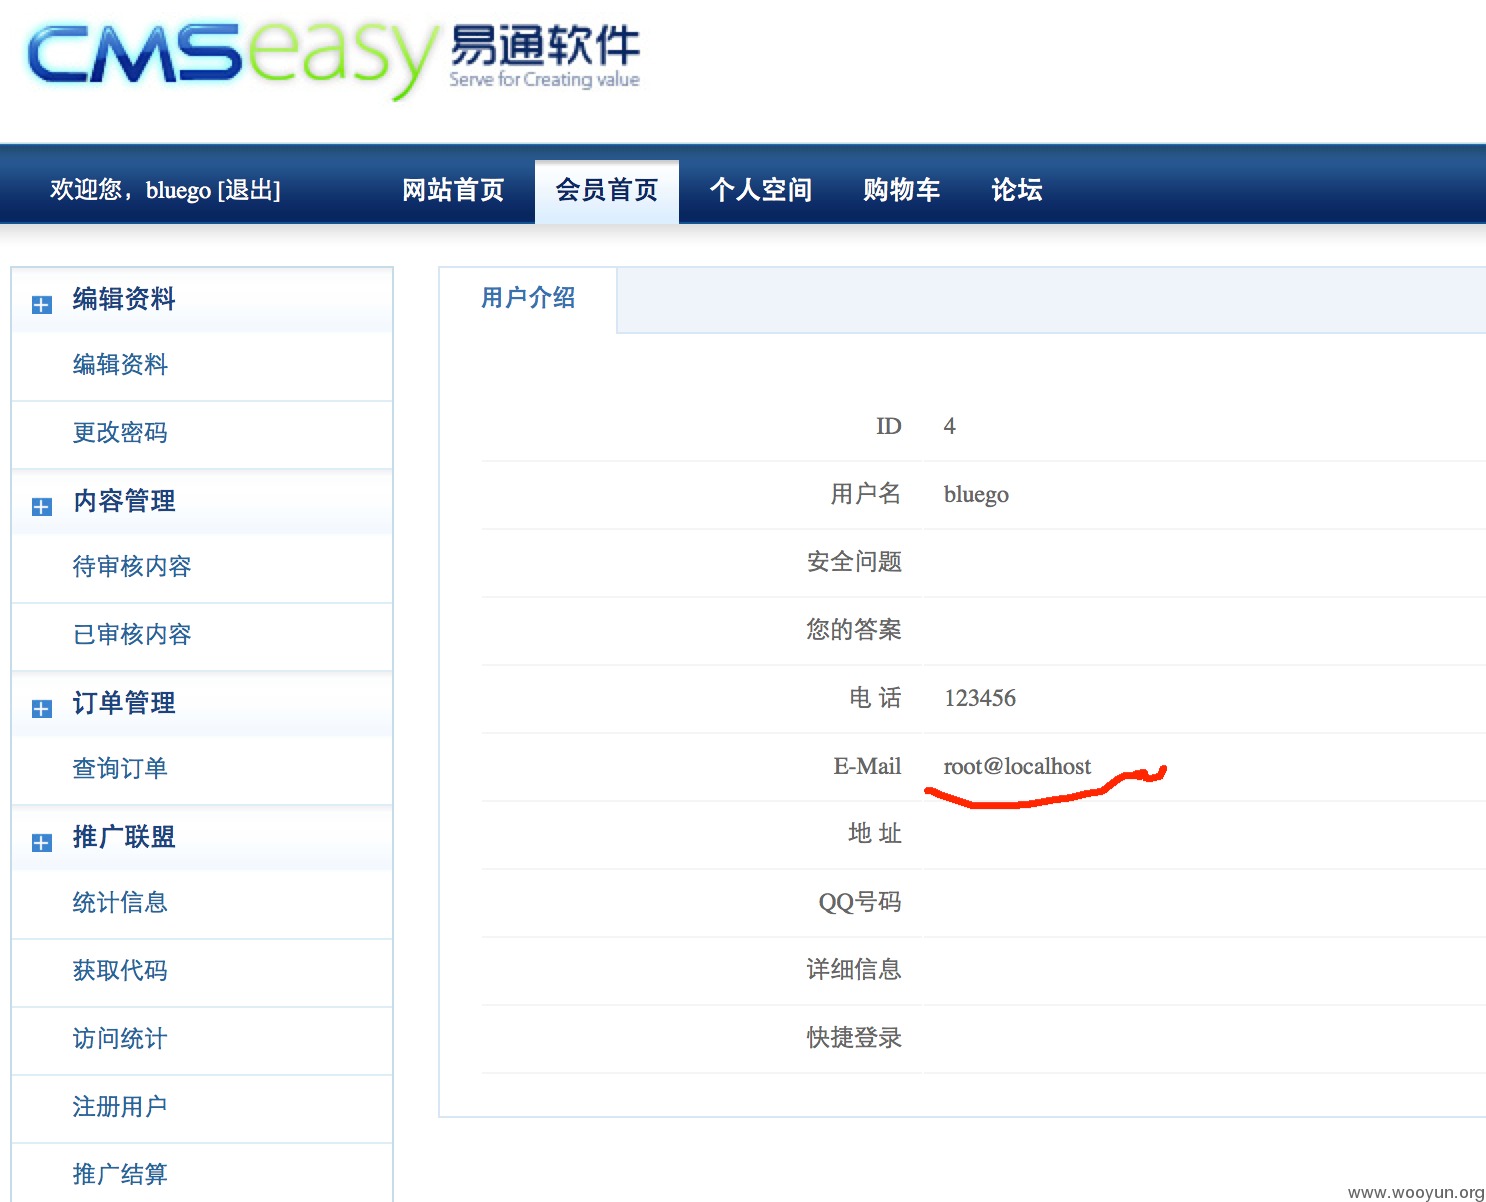 CMSeasy 易通软件
Serve for Creating value
欢迎您，bluego [退出] 网站首页 会员首页 个人空间 购物车 论坛
编辑资料
编辑资料
更改密码
内容管理
待审核内容
已审核内容
订单管理
查询订单
推广联盟
统计信息
获取代码
访问统计
注册用户
推广结算
用户介绍
ID 4
用户名 bluego
安全问题
您的答案
电 话 123456
E-Mail root@localhost
地 址
QQ号码
详细信息
快捷登录
www.wooyun.org